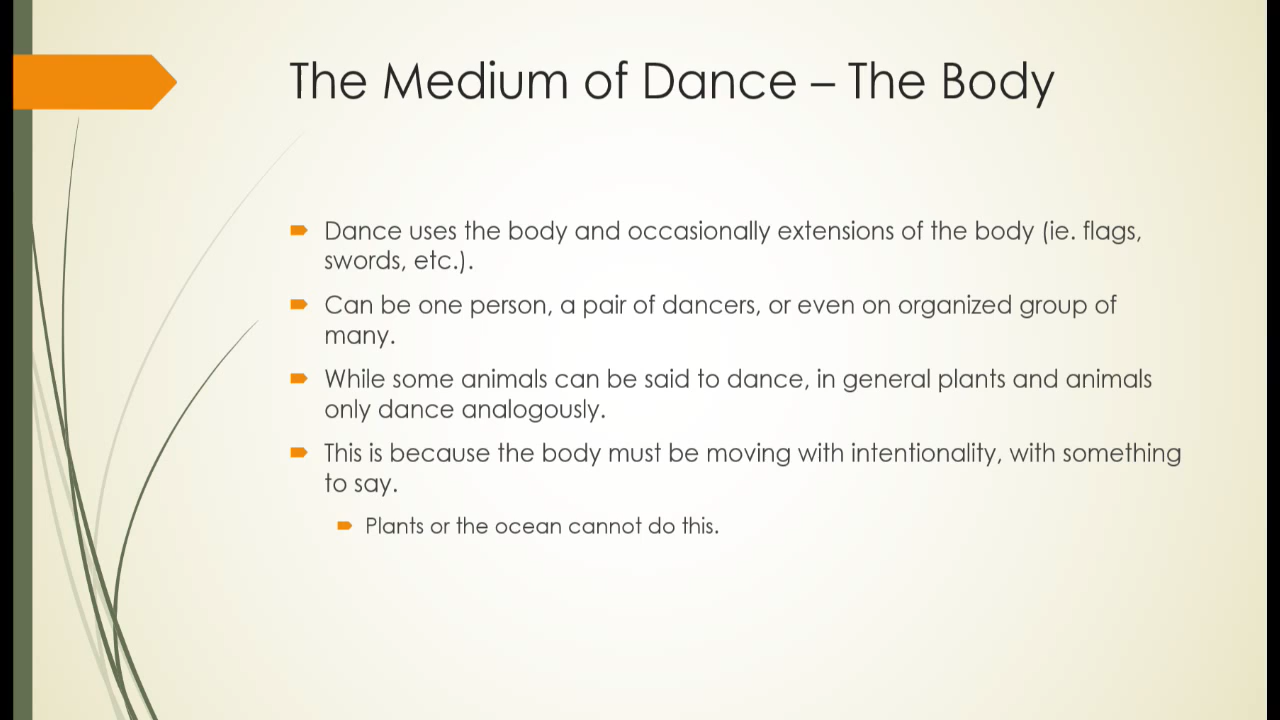 The Medium of Dance – The Body
Dance uses the body and occasionally extensions of the body (ie. flags,
swords, etc.).
Can be one person, a pair of dancers, or even on organized group of
many.
While some animals can be said to dance, in general plants and animals
only dance analogously.
This is because the body must be moving with intentionality, with something
to say.
Plants or the ocean cannot do this.